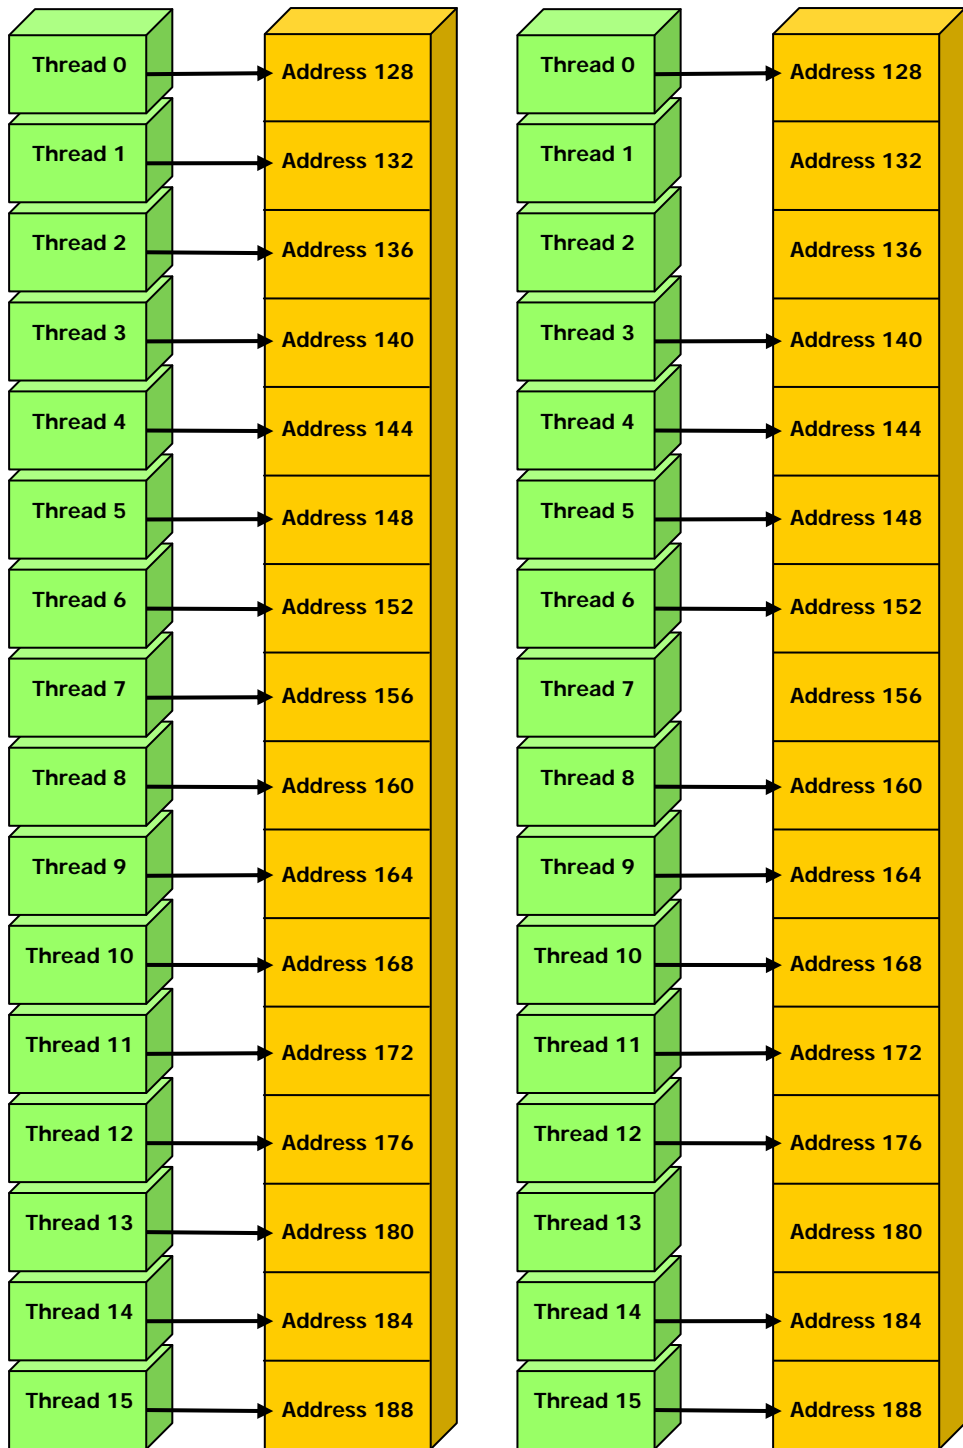 Thread 0 Address 128 Thread 0 Address 128
Thread 1 Address 132 Thread 1 Address 132
Thread 2 Address 136 Thread 2 Address 136
Thread 3 Address 140 Thread 3 Address 140
Thread 4 Address 144 Thread 4 Address 144
Thread 5 Address 148 Thread 5 Address 148
Thread 6 Address 152 Thread 6 Address 152
Thread 7 Address 156 Thread 7 Address 156
Thread 8 Address 160 Thread 8 Address 160
Thread 9 Address 164 Thread 9 Address 164
Thread 10 Address 168 Thread 10 Address 168
Thread 11 Address 172 Thread 11 Address 172
Thread 12 Address 176 Thread 12 Address 176
Thread 13 Address 180 Thread 13 Address 180
Thread 14 Address 184 Thread 14 Address 184
Thread 15 Address 188 Thread 15 Address 188